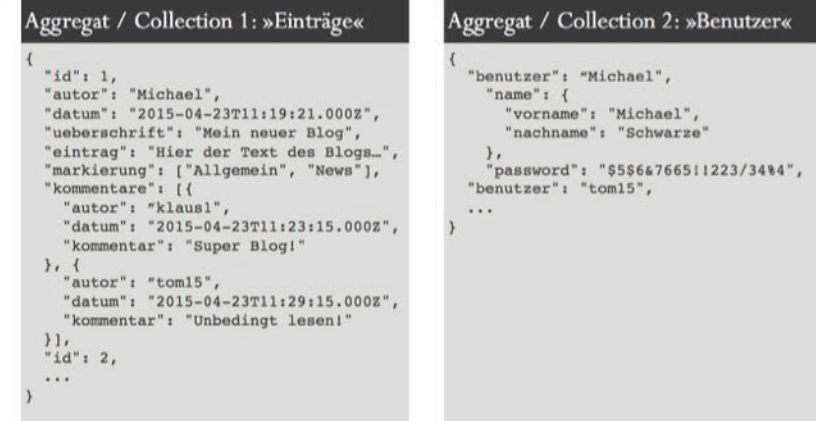 Aggregat / Collection 1: »Einträge«
{
"id": 1,
"autor": "Michael",
"datum": "2015-04-23T11:19:21.000Z",
"ueberschrift": "Mein neuer Blog",
"eintrag": "Hier der Text des Blogs…",
"markierung": ["Allgemein", "News"],
"kommentare": [{
"autor": "klaus1",
"datum": "2015-04-23T11:23:15.000Z",
"kommentar": "Super Blog!"
}, {
"autor": "tom15",
"datum": "2015-04-23T11:29:15.000Z",
"kommentar": "Unbedingt lesen!"
}],
"id": 2,
...
}
Aggregat / Collection 2: »Benutzer«
{
"benutzer": "Michael",
"name": {
"vorname": "Michael",
"nachname": "Schwarze"
},
"password": "$5$6&7665!!223/34%4",
"benutzer": "tom15",
...
}